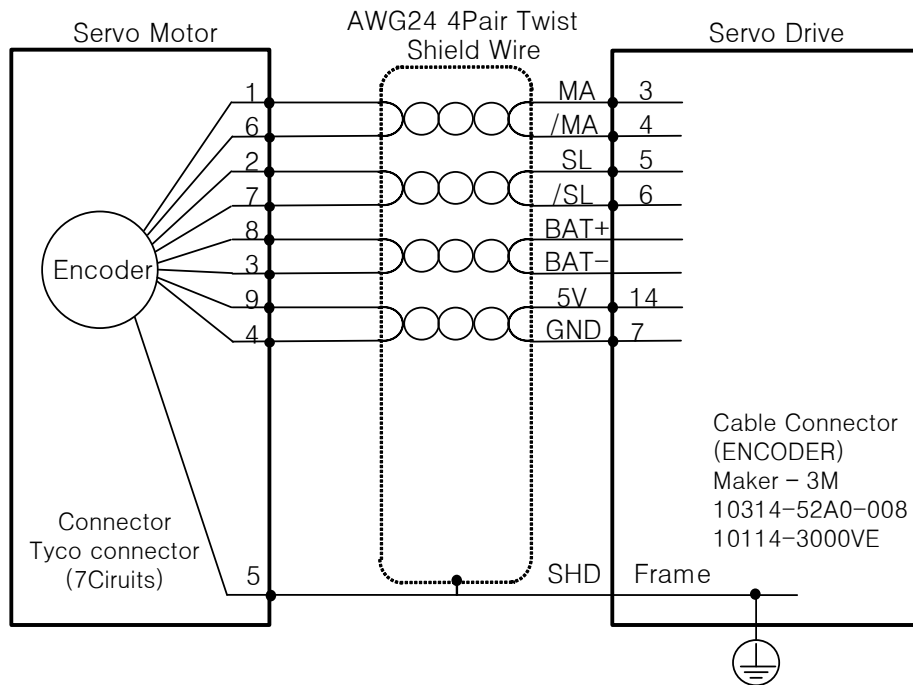 Servo Motor
AWG24 4Pair Twist
Shield Wire
Servo Drive
1 MA 3
6 /MA 4
2 SL 5
7 /SL 6
8 BAT+
3 BAT-
9 5V 14
4 GND 7
Encoder
Cable Connector
(ENCODER)
Maker - 3M
10314-52A0-008
10114-3000VE
Connector
Tyco connector
(7Ciruits)
5 SHD Frame